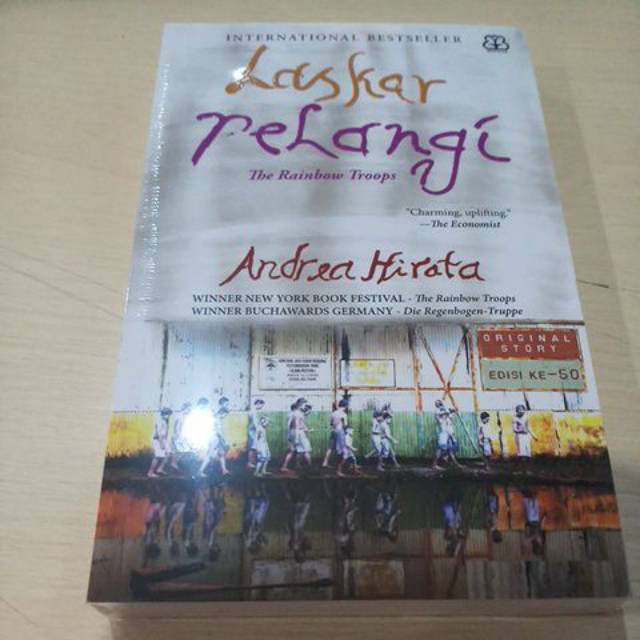 INTERNATIONAL BESTSELLER
Laskar
Pelangi
The Rainbow Troops
"Charming, uplifting."
—The Economist
Andrea Hirata
WINNER NEW YORK BOOK FESTIVAL - The Rainbow Troops
WINNER BUCHAWARDS GERMANY - Die Regenbogen-Truppe
ORIGINAL
STORY
EDISI KE-50